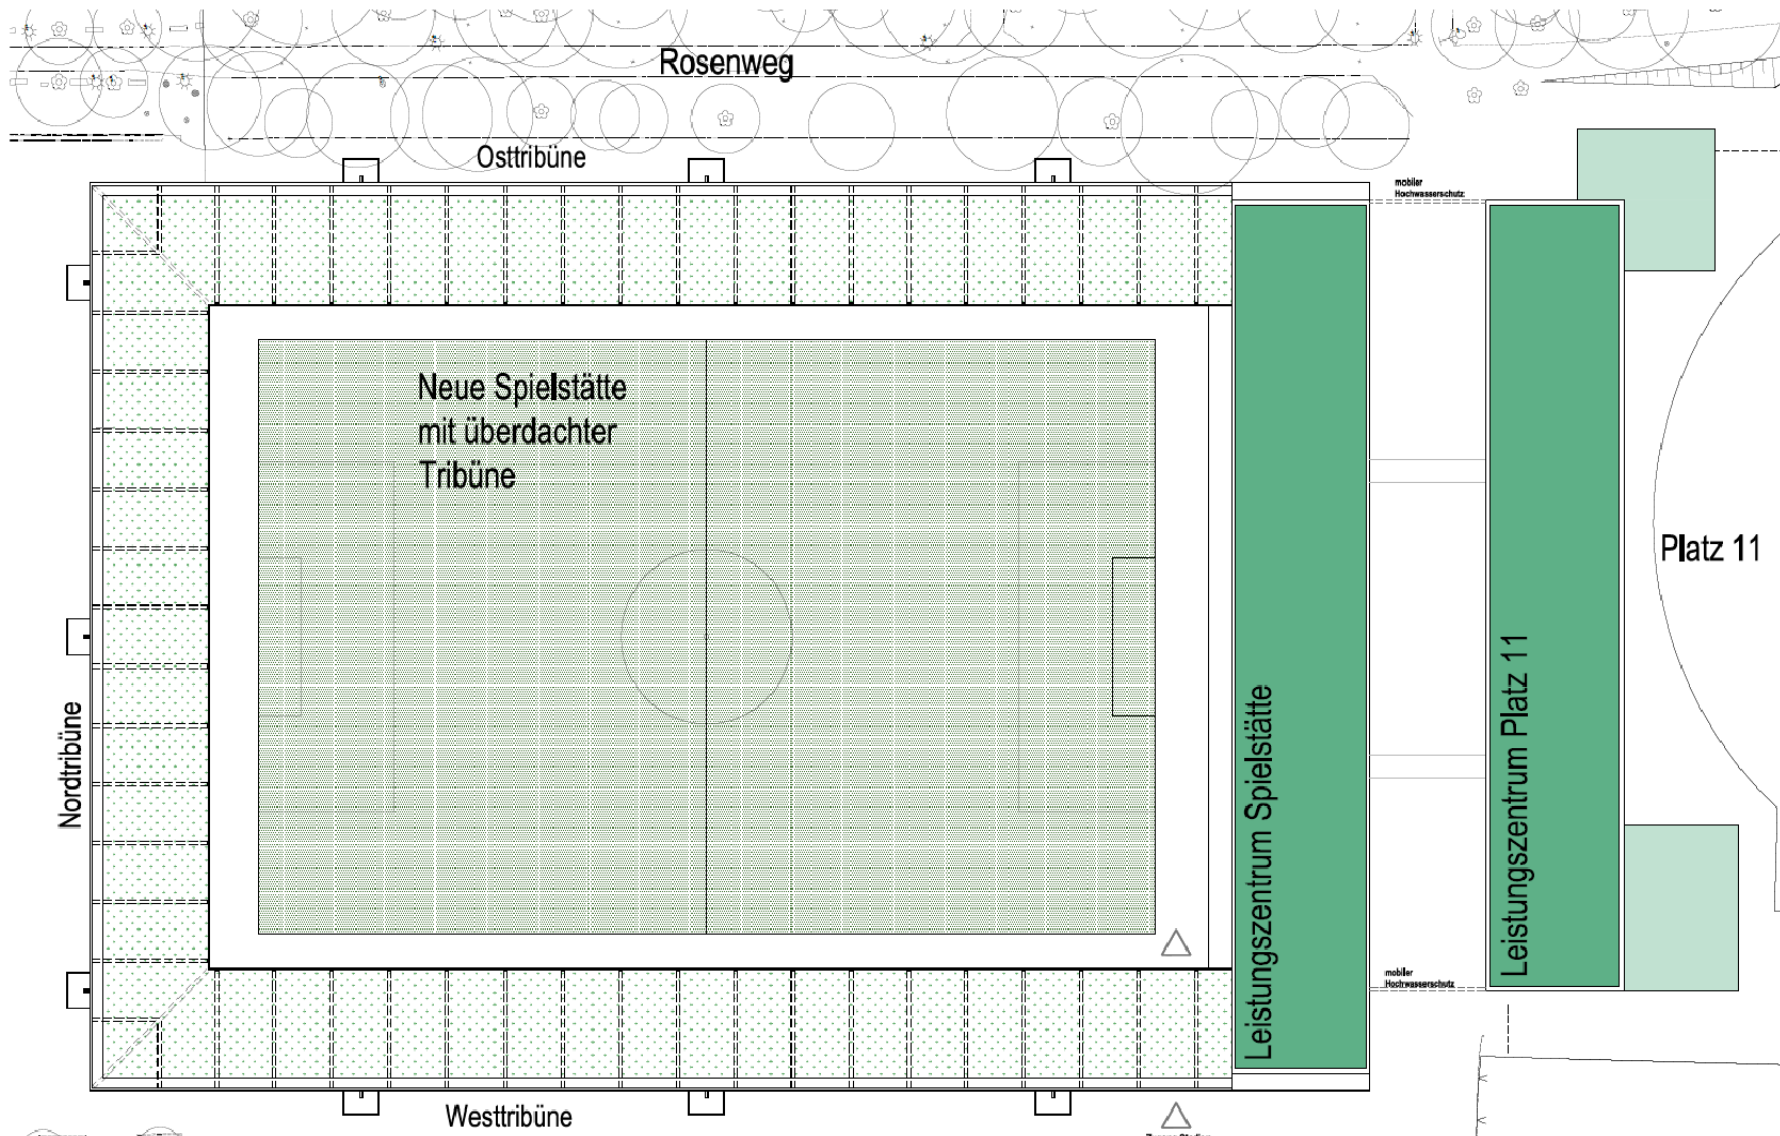 Rosenweg
Osttribüne
mobiler
Hochwasserschutz
Neue Spielstätte
mit überdachter
Tribüne
Platz 11
Nordtribüne
Leistungszentrum Spielstätte
Leistungszentrum Platz 11
mobiler
Hochwasserschutz
Westtribüne